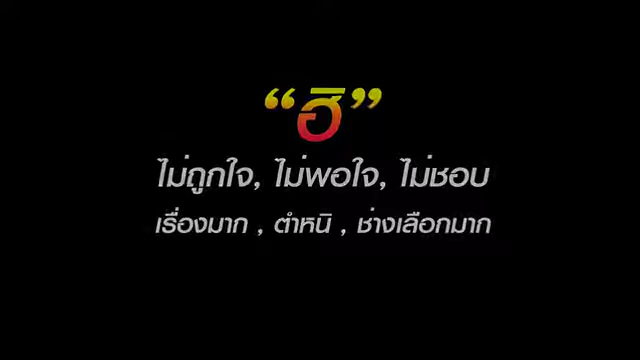 “ฮิ”
ไม่ถูกใจ, ไม่พอใจ, ไม่ชอบ
เรื่องมาก , ตำหนิ , ช่างเลือกมาก